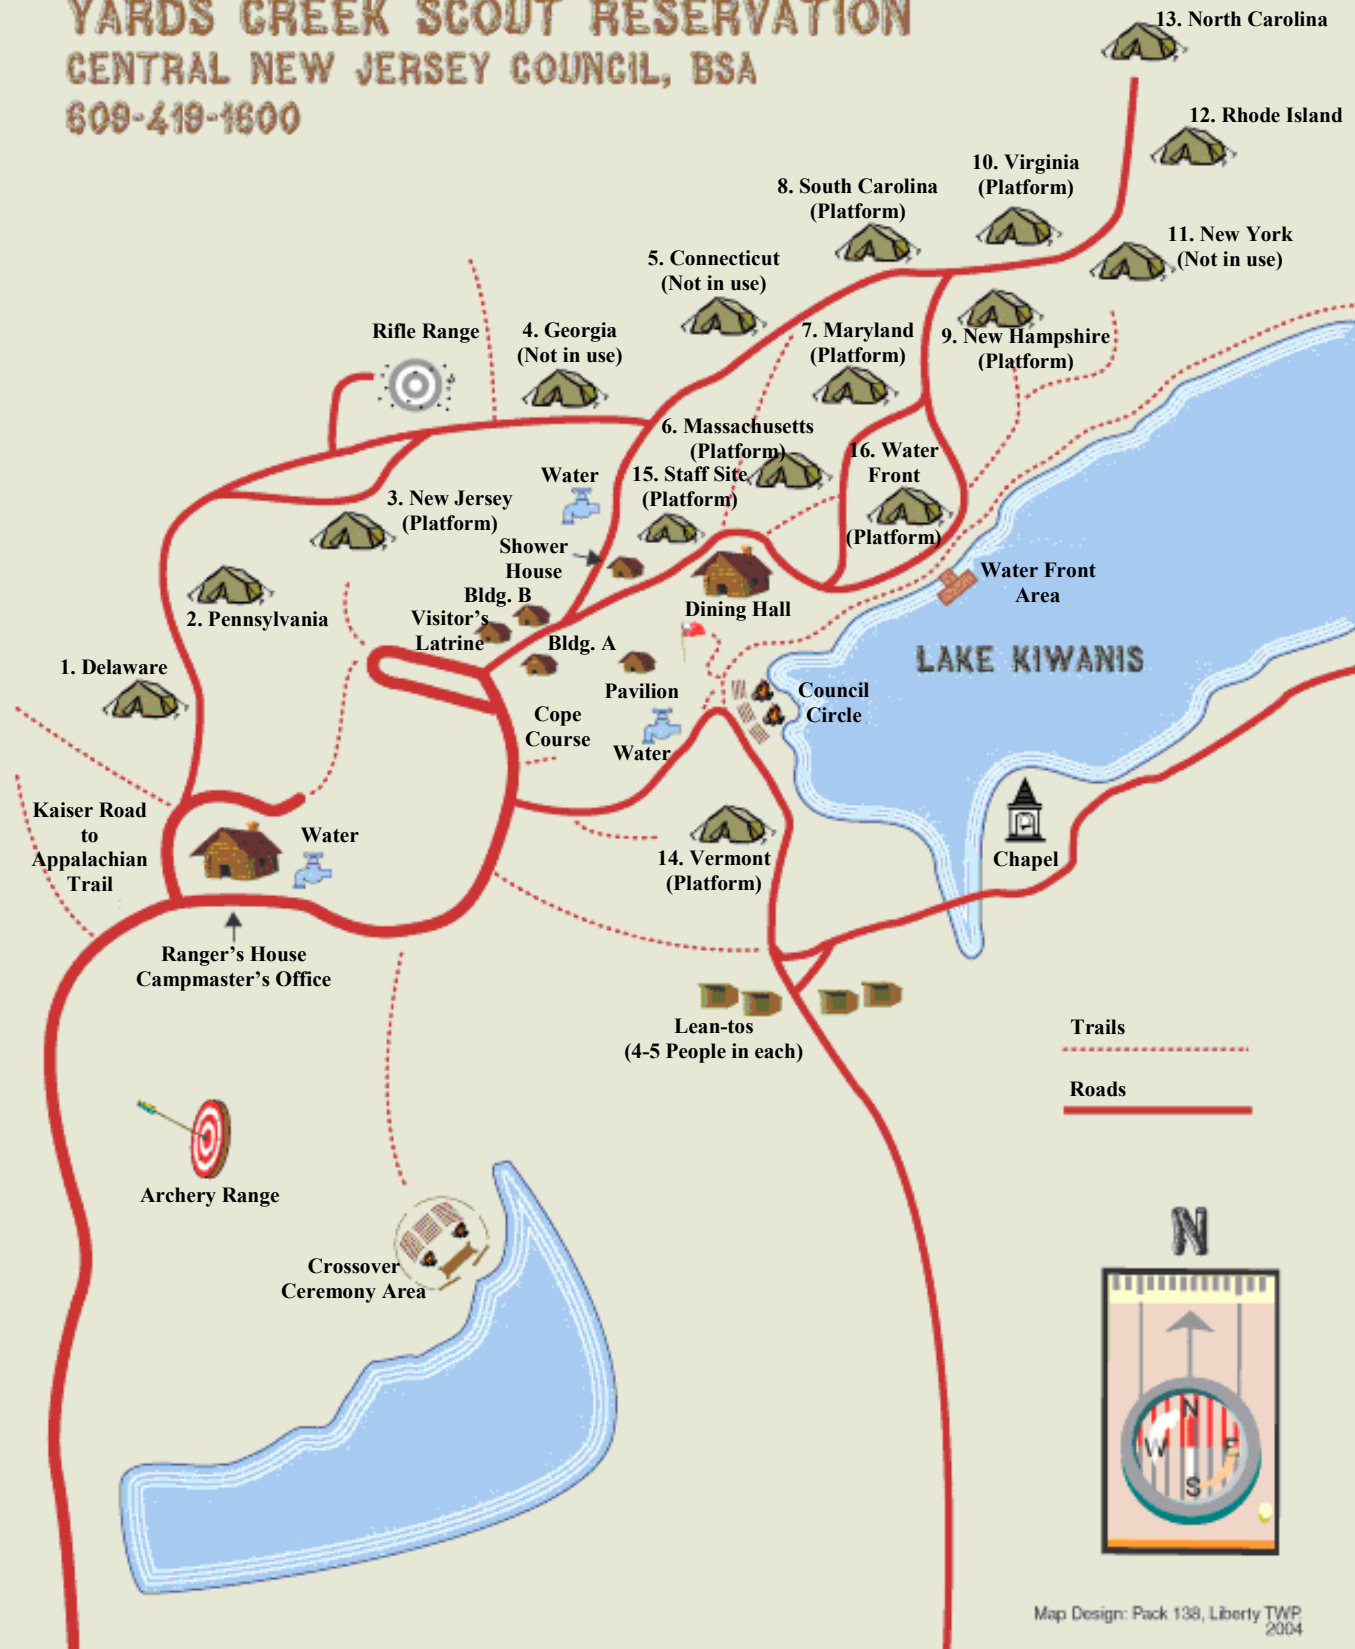 YARDS CREEK SCOUT RESERVATION
CENTRAL NEW JERSEY COUNCIL, BSA
609-419-1600
13. North Carolina
12. Rhode Island
10. Virginia
(Platform)
8. South Carolina
(Platform)
11. New York
(Not in use)
5. Connecticut
(Not in use)
Rifle Range
4. Georgia
(Not in use)
7. Maryland
(Platform)
9. New Hampshire
(Platform)
6. Massachusetts
(Platform)
16. Water
Front
(Platform)
Water
15. Staff Site
(Platform)
3. New Jersey
(Platform)
Shower
House
Water Front
Area
Bldg. B
Dining Hall
2. Pennsylvania
Visitor's
Latrine
Bldg. A
LAKE KIWANIS
1. Delaware
Pavilion
Council
Circle
Cope
Course
Water
Kaiser Road
to
Appalachian
Trail
Water
14. Vermont
(Platform)
Chapel
Ranger's House
Campmaster's Office
Lean-tos
(4-5 People in each)
Trails
Roads
Archery Range
Crossover
Ceremony Area
N
N
W
E
S
Map Design: Pack 138, Liberty TWP.
2004